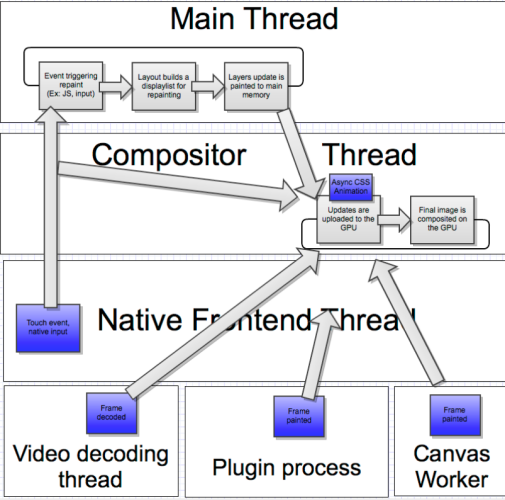 Main Thread
Event triggering
repaint
(Ex: JS, input)
Layout builds a
displaylist for
repainting
Layers update is
painted to main
memory
Compositor Thread
Async CSS
Animation
Updates are
uploaded to the
GPU
Final image is
composited on
the GPU
Native Frontend Thread
Touch event,
native input
Frame
decoded
Video decoding
thread
Frame
painted
Plugin process
Frame
painted
Canvas
Worker